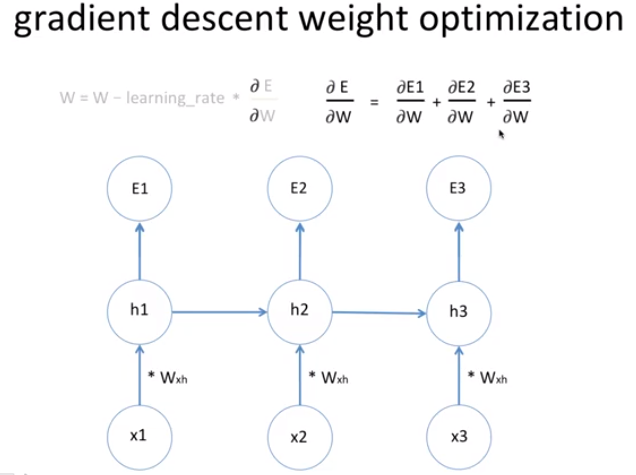 gradient descent weight optimization
W = W − learning_rate * ∂E/∂W
∂E/∂W = ∂E1/∂W + ∂E2/∂W + ∂E3/∂W
E1 E2 E3
h1 h2 h3
* Wxh * Wxh * Wxh
x1 x2 x3